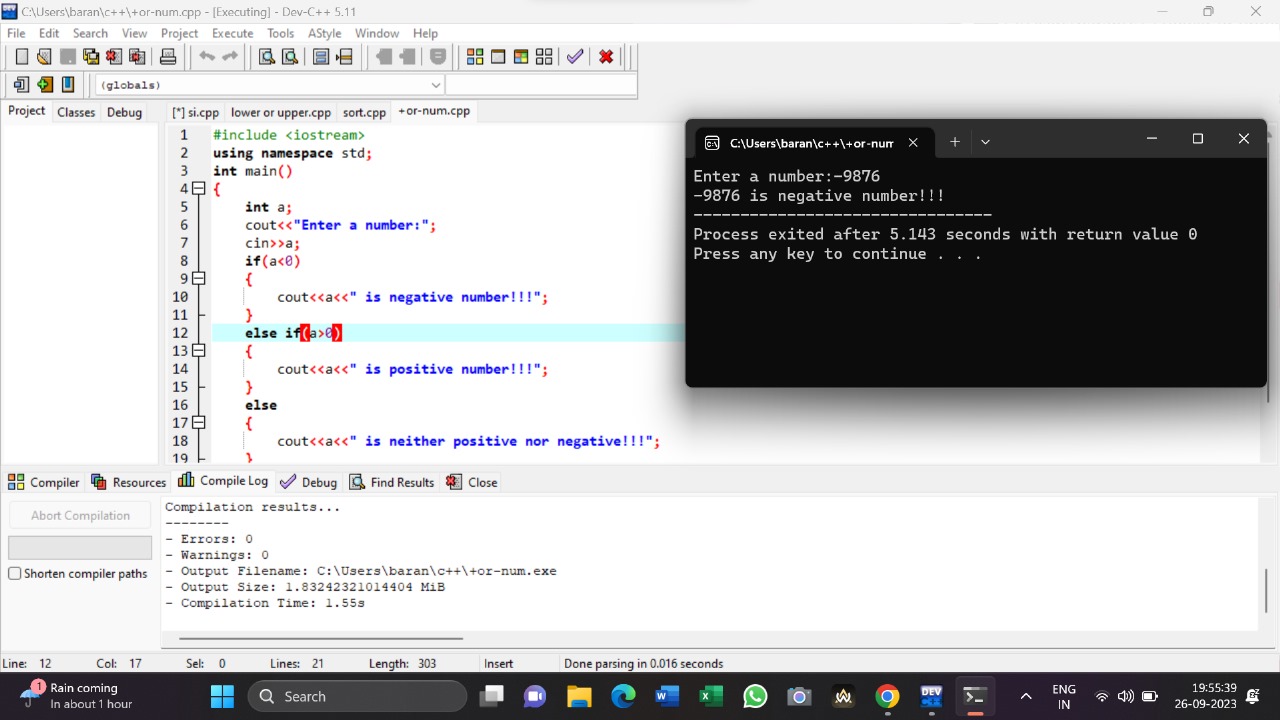 C:\Users\baran\c++\+or-num.cpp - [Executing] - Dev-C++ 5.11
File Edit Search View Project Execute Tools AStyle Window Help
(globals)
Project Classes Debug
[*] si.cpp lower or upper.cpp sort.cpp +or-num.cpp
1 #include <iostream>
2 using namespace std;
3 int main()
4 {
5 int a;
6 cout<<"Enter a number:";
7 cin>>a;
8 if(a<0)
9 {
10 cout<<a<<" is negative number!!!";
11 }
12 else if(a>0)
13 {
14 cout<<a<<" is positive number!!!";
15 }
16 else
17 {
18 cout<<a<<" is neither positive nor negative!!!";
19 }
C:\Users\baran\c++\+or-num
Enter a number:-9876
-9876 is negative number!!!
--------------------------------
Process exited after 5.143 seconds with return value 0
Press any key to continue . . .
Compiler Resources Compile Log Debug Find Results Close
Abort Compilation
Shorten compiler paths
Compilation results...
--------
- Errors: 0
- Warnings: 0
- Output Filename: C:\Users\baran\c++\+or-num.exe
- Output Size: 1.83242321014404 MiB
- Compilation Time: 1.55s
Line: 12 Col: 17 Sel: 0 Lines: 21 Length: 303 Insert Done parsing in 0.016 seconds
1
Rain coming
In about 1 hour
Search
DEV
C++
ENG
IN
19:55:39
26-09-2023